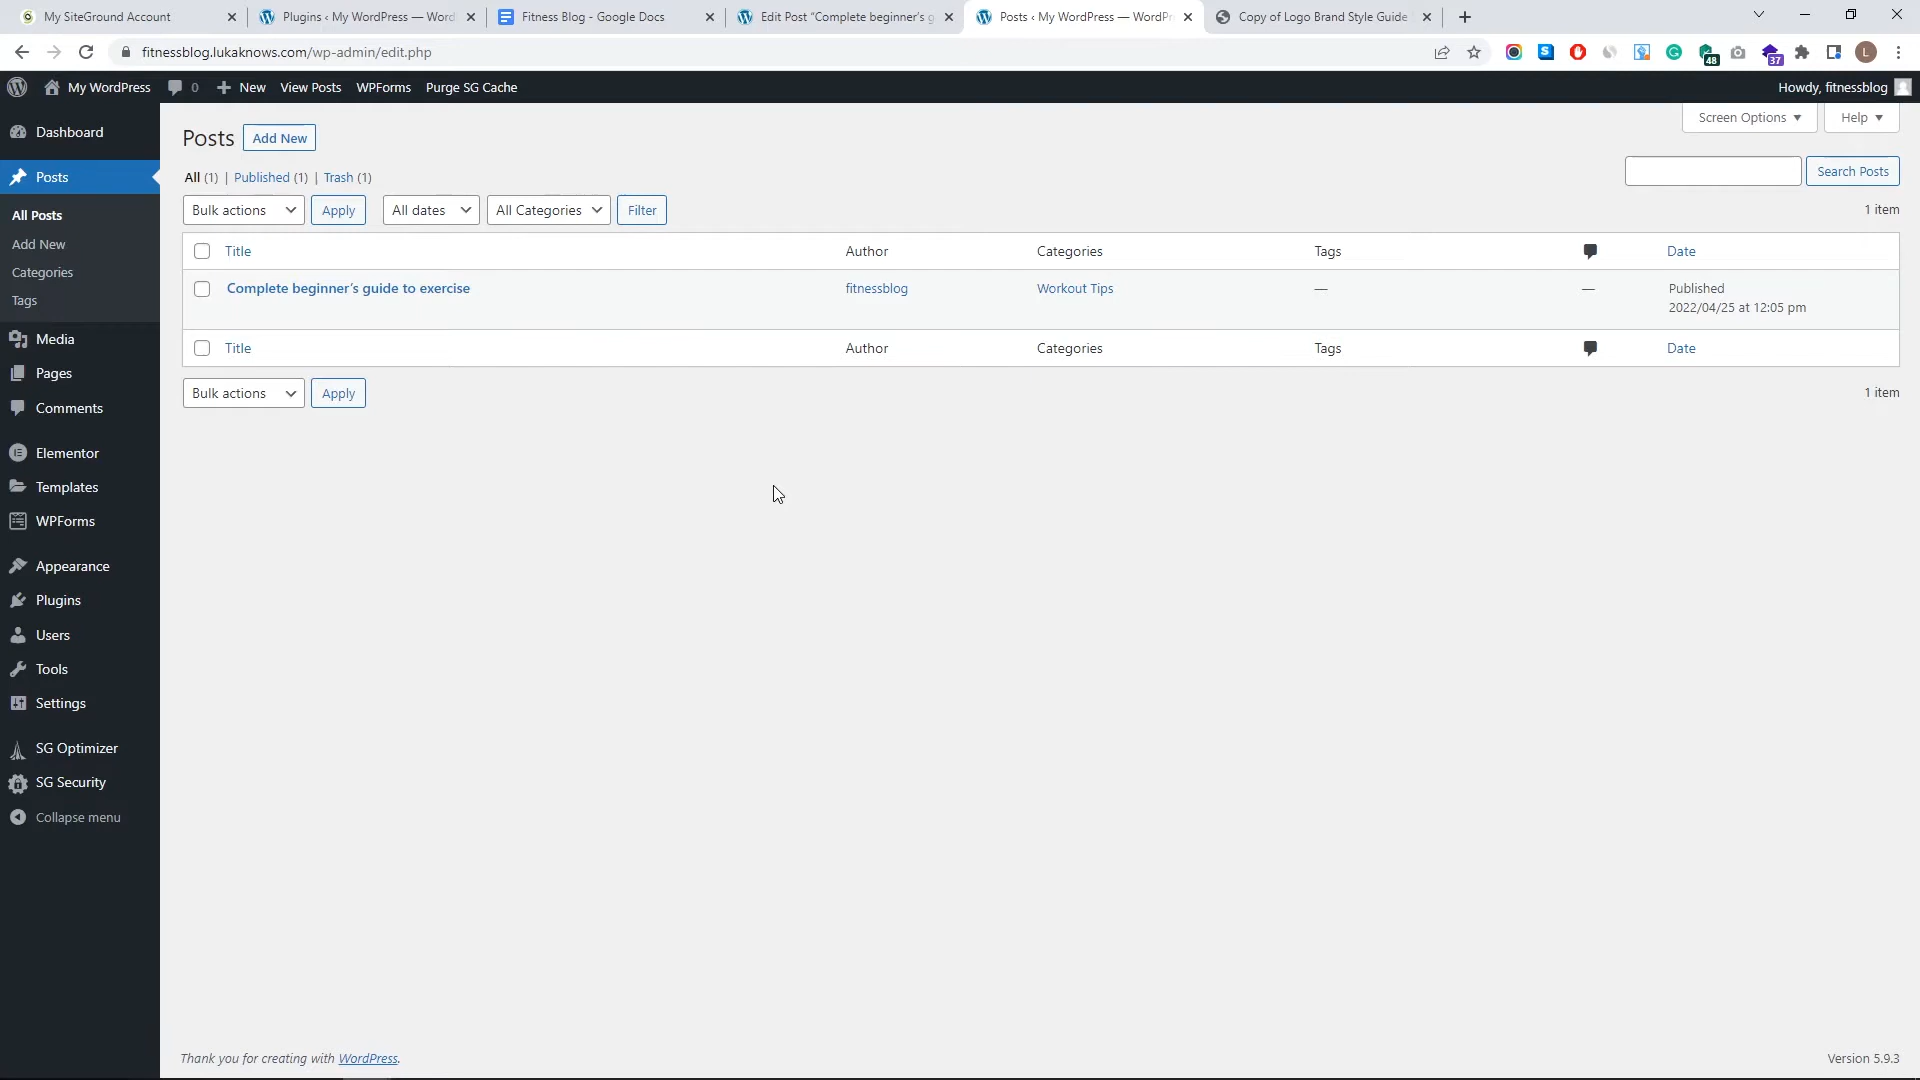 My SiteGround Account
Plugins ‹ My WordPress — Word
Fitness Blog - Google Docs
Edit Post “Complete beginner’s g
Posts ‹ My WordPress — WordPr
Copy of Logo Brand Style Guide
fitnessblog.lukaknows.com/wp-admin/edit.php
48
37
L
My WordPress
0
New
View Posts
WPForms
Purge SG Cache
Howdy, fitnessblog
Dashboard
Posts
All Posts
Add New
Categories
Tags
Media
Pages
Comments
Elementor
Templates
WPForms
Appearance
Plugins
Users
Tools
Settings
SG Optimizer
SG Security
Collapse menu
Posts Add New
Screen Options
Help
All (1) | Published (1) | Trash (1)
Search Posts
Bulk actions Apply All dates All Categories Filter
1 item
Title Author Categories Tags Date
Complete beginner’s guide to exercise fitnessblog Workout Tips — — Published
2022/04/25 at 12:05 pm
Title Author Categories Tags Date
Bulk actions Apply
1 item
Thank you for creating with WordPress.
Version 5.9.3